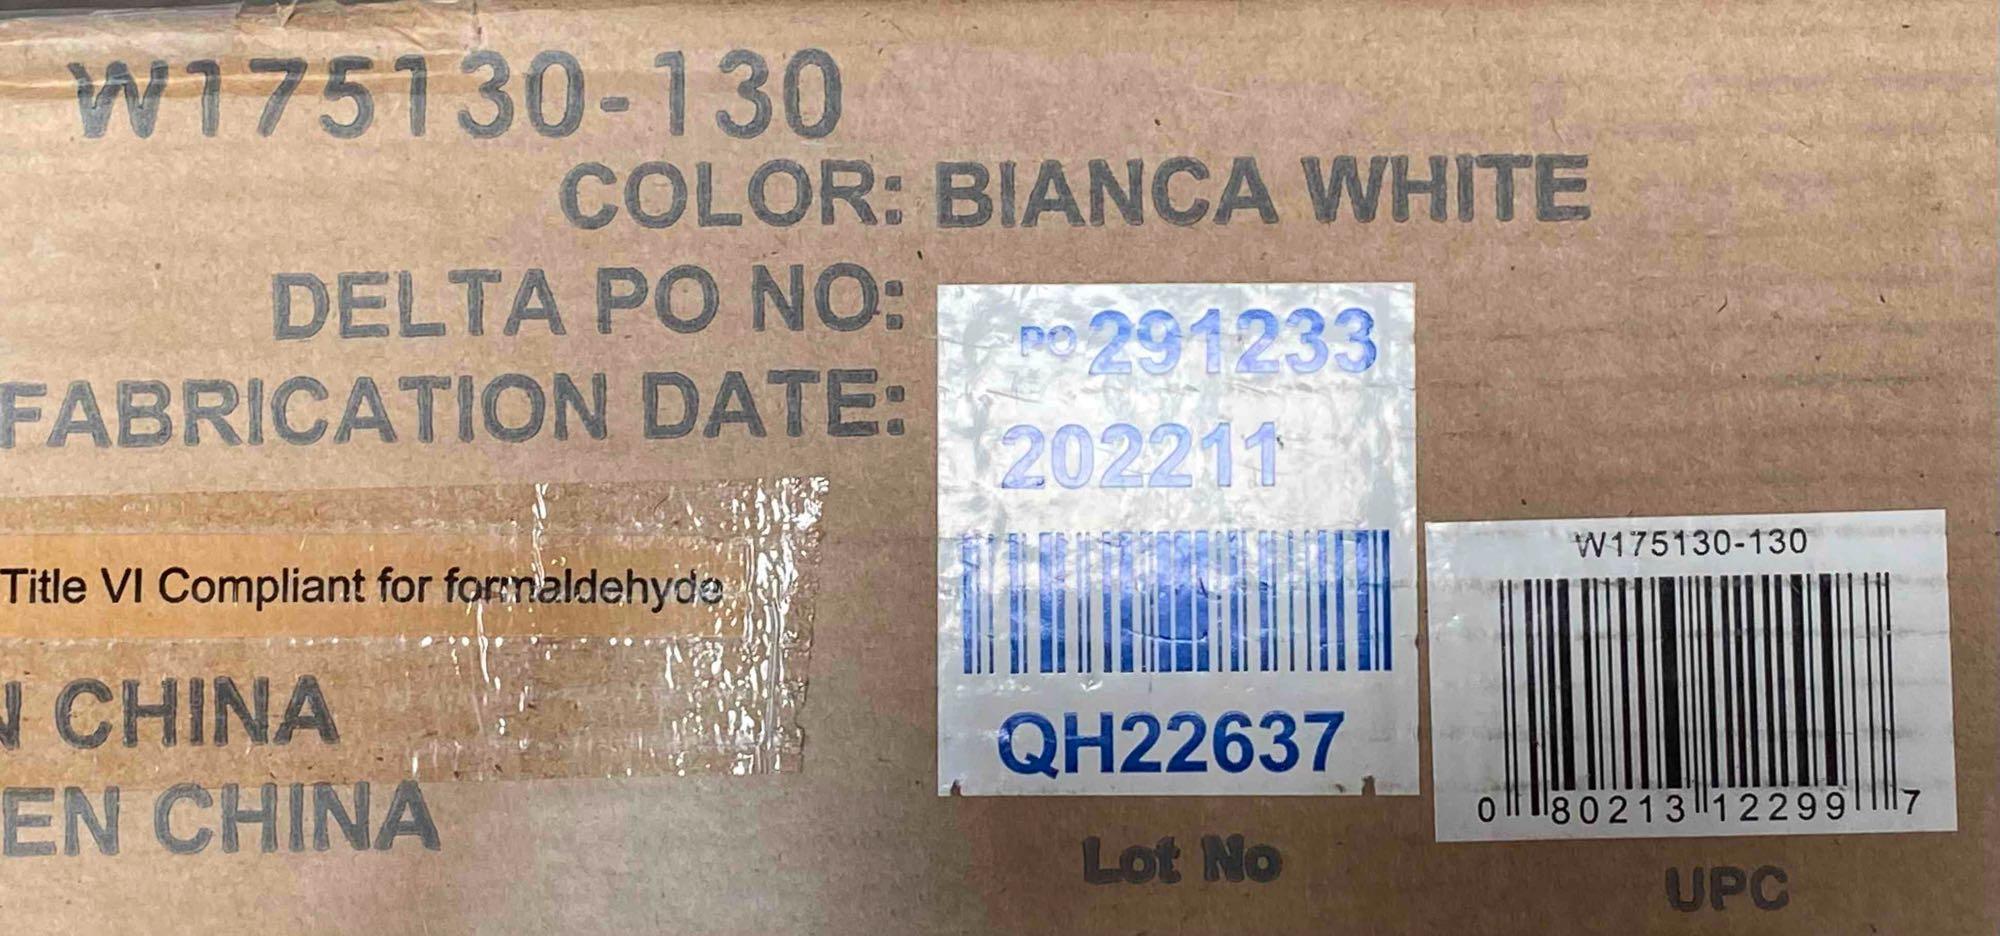 W175130-130
COLOR: BIANCA WHITE
DELTA PO NO:
PO 291233
FABRICATION DATE:
202211
Title VI Compliant for formaldehyde
W175130-130
N CHINA
QH22637
0 80213 12299 7
EN CHINA
Lot No
UPC